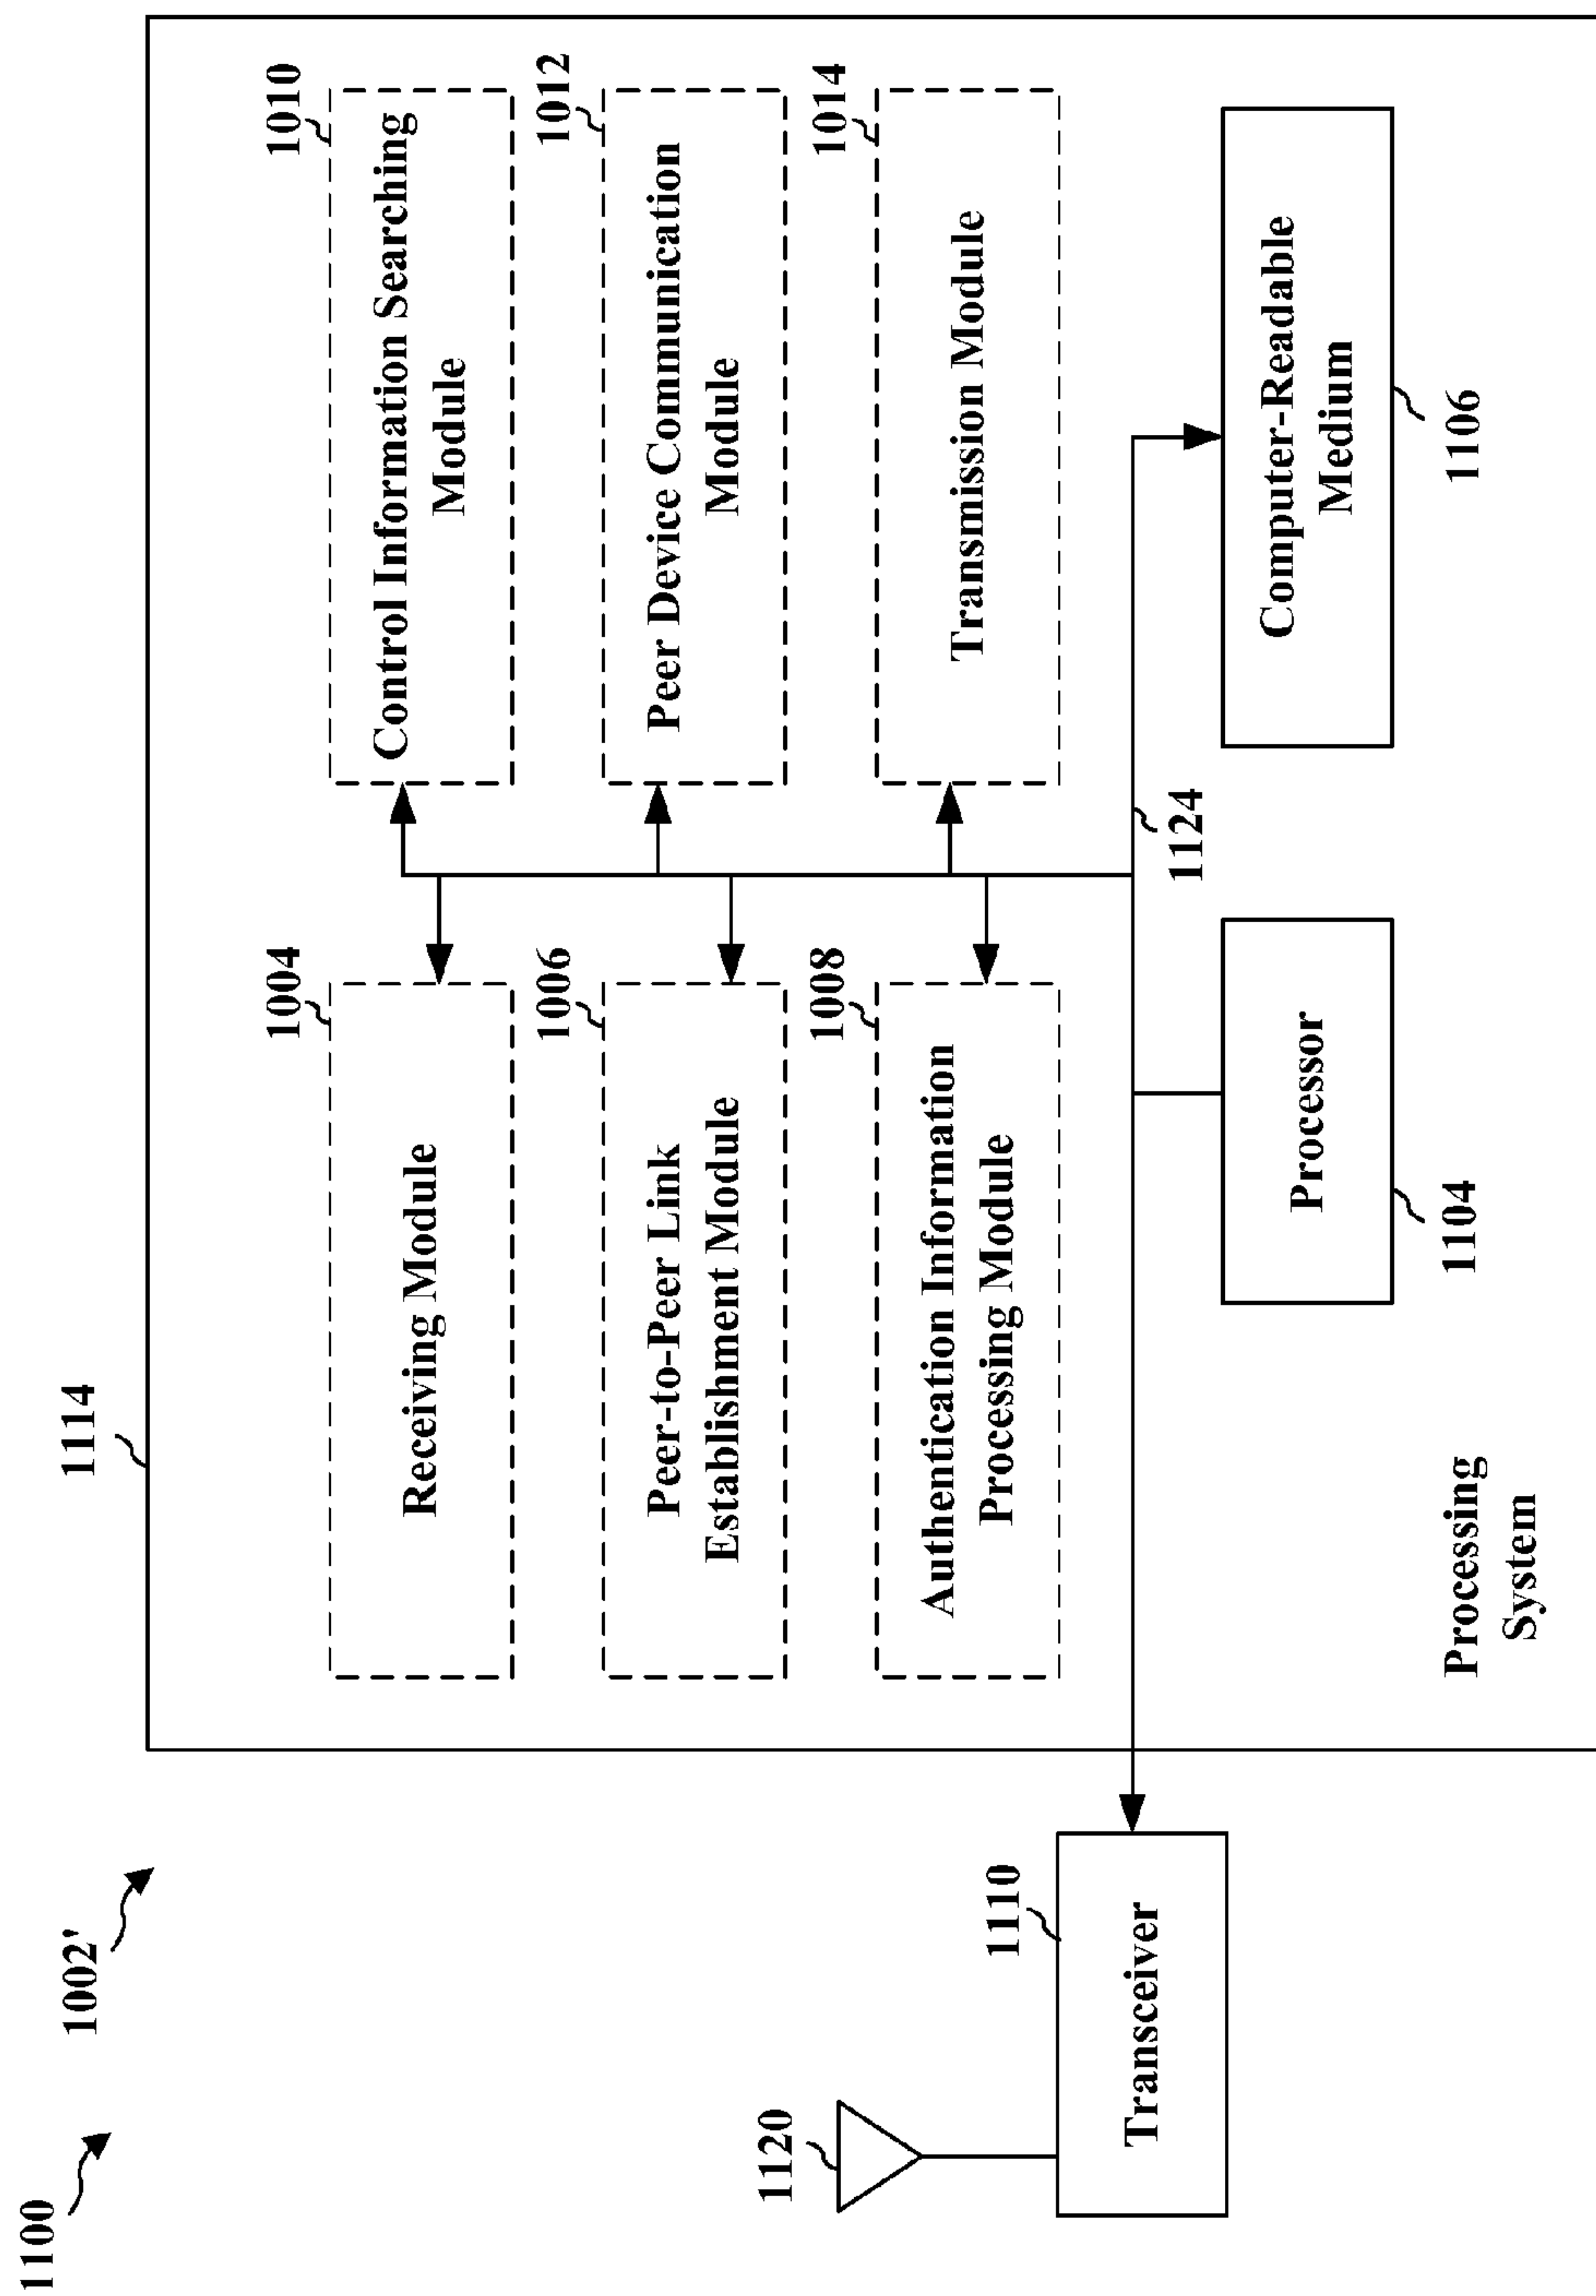 1100
1002'
1114
1004
Receiving Module
1010
Control Information Searching
Module
1006
Peer-to-Peer Link
Establishment Module
1012
Peer Device Communication
Module
1008
Authentication Information
Processing Module
1014
Transmission Module
1120
1110
Transceiver
1124
Processor
1104
Computer-Readable
Medium
1106
Processing
System